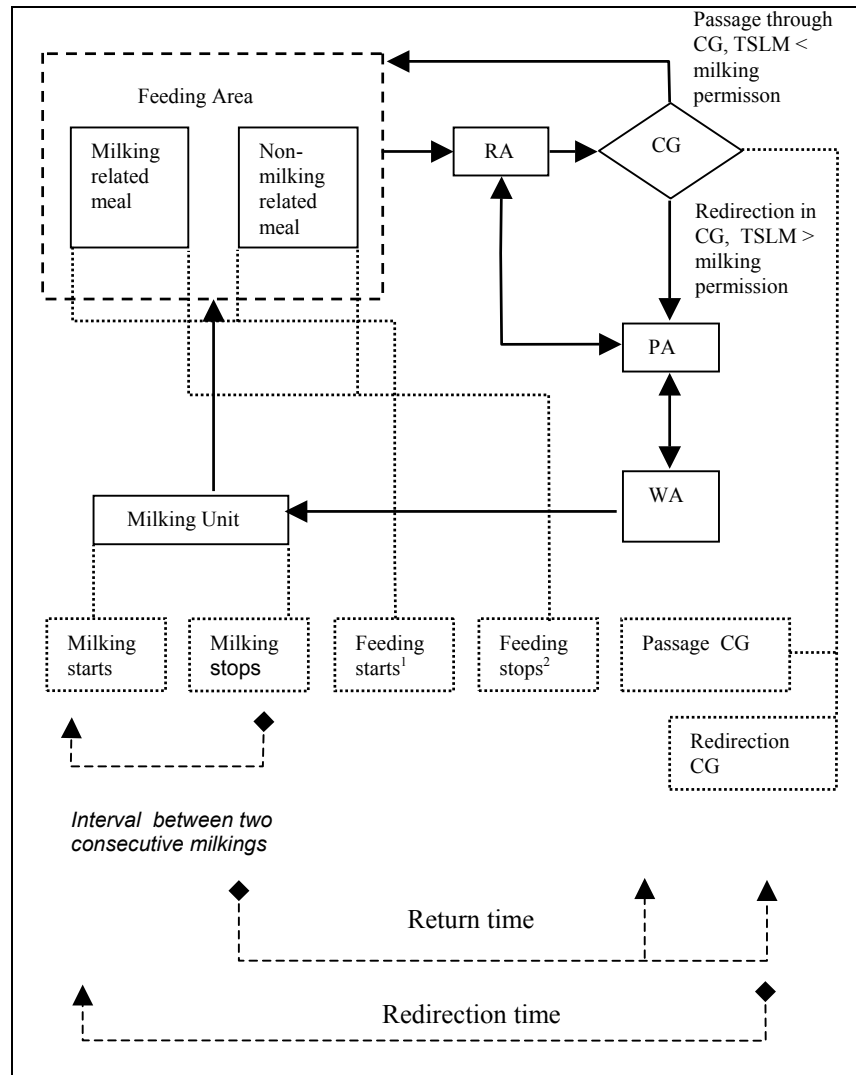 Passage through
CG, TSLM <
milking
permisson
Feeding Area
Milking
related
meal
Non-
milking
related
meal
RA
CG
Redirection in
CG, TSLM >
milking
permission
PA
WA
Milking Unit
Milking
starts
Milking
stops
Feeding
starts¹
Feeding
stops²
Passage CG
Redirection
CG
Interval between two
consecutive milkings
Return time
Redirection time